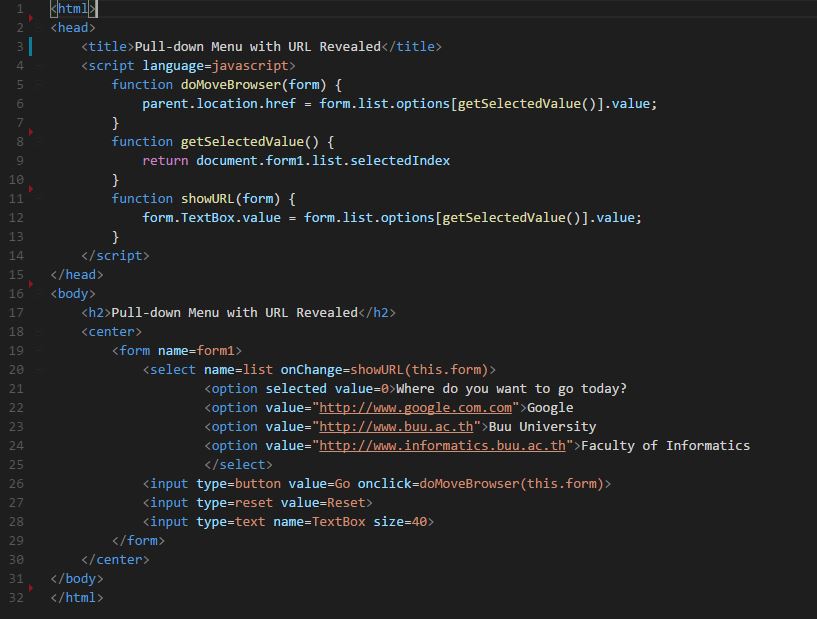 1 <html>
2 <head>
3     <title>Pull-down Menu with URL Revealed</title>
4     <script language=javascript>
5         function doMoveBrowser(form) {
6             parent.location.href = form.list.options[getSelectedValue()].value;
7         }
8         function getSelectedValue() {
9             return document.form1.list.selectedIndex
10         }
11         function showURL(form) {
12             form.TextBox.value = form.list.options[getSelectedValue()].value;
13         }
14     </script>
15 </head>
16 <body>
17     <h2>Pull-down Menu with URL Revealed</h2>
18     <center>
19         <form name=form1>
20             <select name=list onChange=showURL(this.form)>
21                     <option selected value=0>Where do you want to go today?
22                     <option value="http://www.google.com.com">Google
23                     <option value="http://www.buu.ac.th">Buu University
24                     <option value="http://www.informatics.buu.ac.th">Faculty of Informatics
25                     </select>
26             <input type=button value=Go onclick=doMoveBrowser(this.form)>
27             <input type=reset value=Reset>
28             <input type=text name=TextBox size=40>
29         </form>
30     </center>
31 </body>
32 </html>